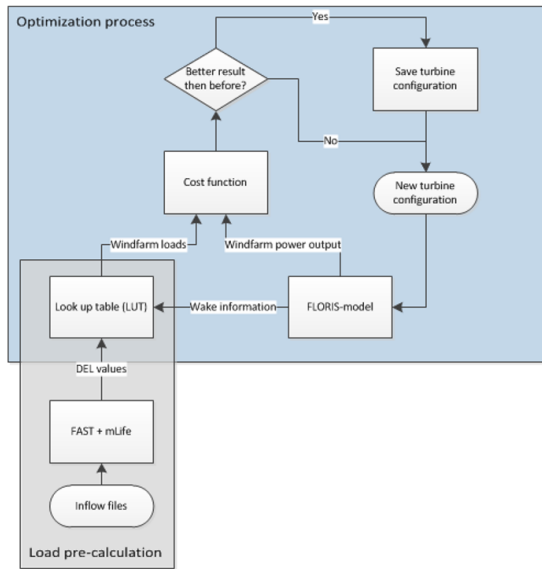 Optimization process
Yes
Better result
then before?
Save turbine
configuration
No
Cost function
New turbine
configuration
Windfarm loads
Windfarm power output
Look up table (LUT)
Wake information
FLORIS-model
DEL values
FAST + mLife
Inflow files
Load pre-calculation